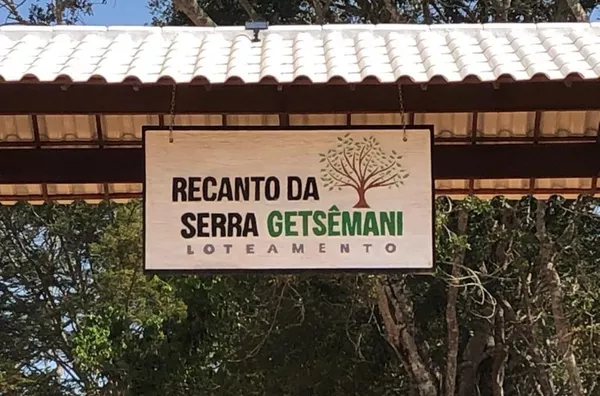 RECANTO DA
SERRA GETSÊMANI
LOTEAMENTO